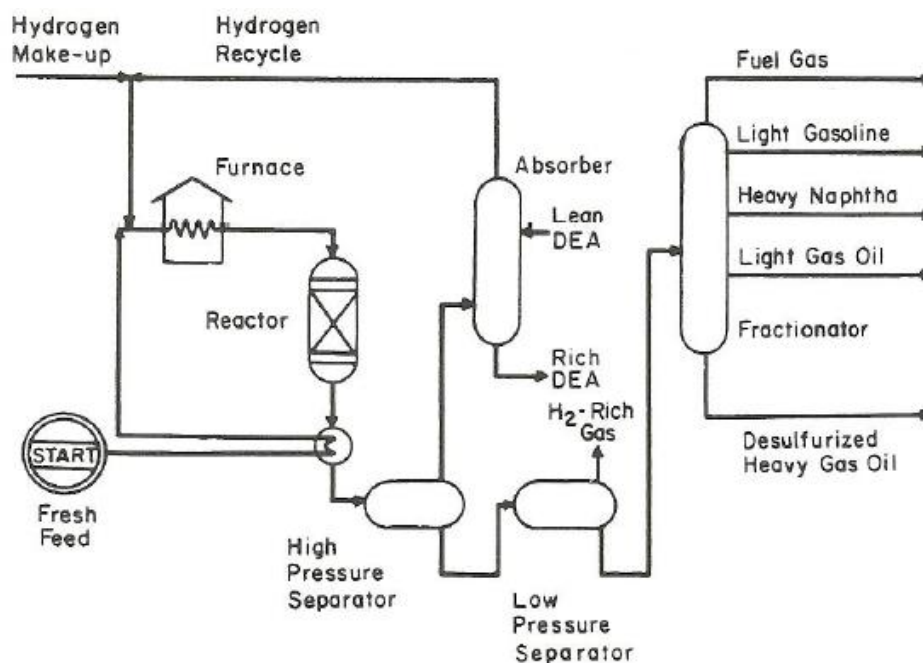 Hydrogen
Make-up
Hydrogen
Recycle
Fuel Gas
Light Gasoline
Heavy Naphtha
Light Gas Oil
Fractionator
Desulfurized
Heavy Gas Oil
Furnace
Absorber
Lean
DEA
Reactor
Rich
DEA
H2-Rich
Gas
START
Fresh
Feed
High
Pressure
Separator
Low
Pressure
Separator